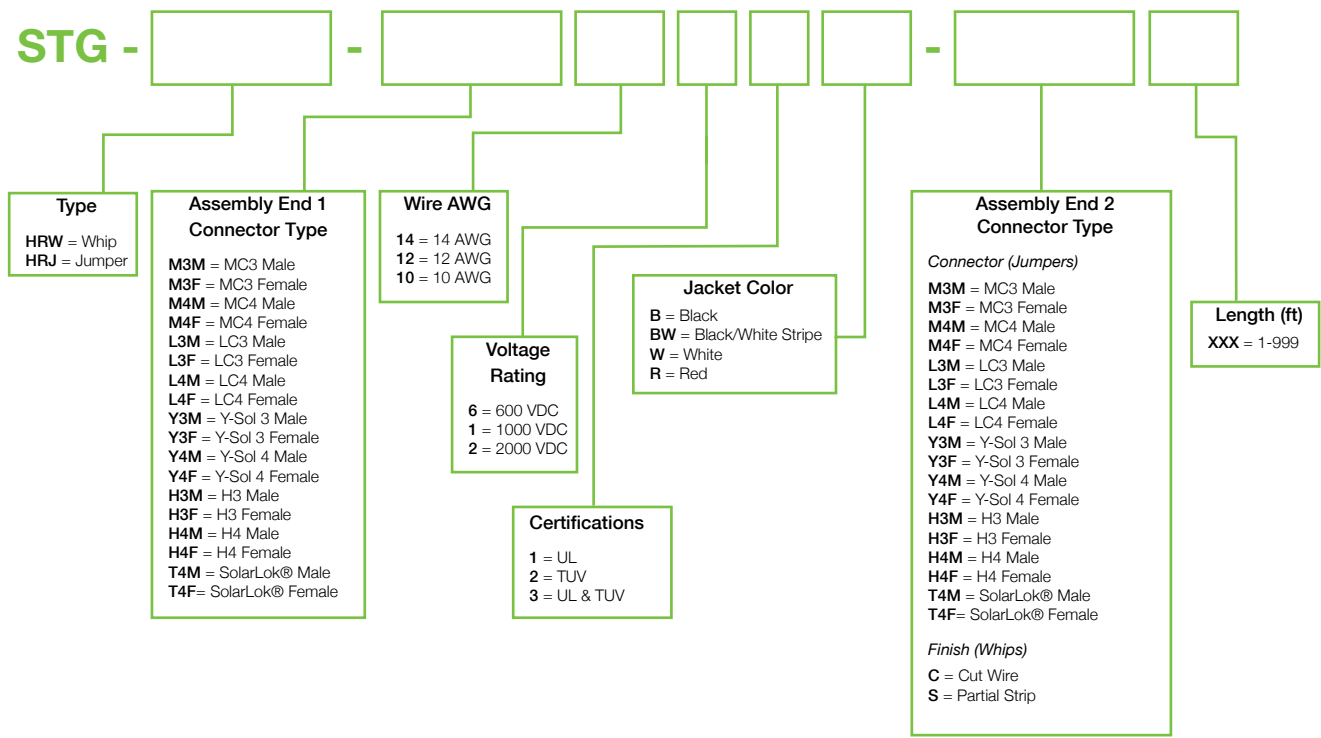 STG - - -
Type
HRW = Whip
HRJ = Jumper
Assembly End 1
Connector Type
M3M = MC3 Male
M3F = MC3 Female
M4M = MC4 Male
M4F = MC4 Female
L3M = LC3 Male
L3F = LC3 Female
L4M = LC4 Male
L4F = LC4 Female
Y3M = Y-Sol 3 Male
Y3F = Y-Sol 3 Female
Y4M = Y-Sol 4 Male
Y4F = Y-Sol 4 Female
H3M = H3 Male
H3F = H3 Female
H4M = H4 Male
H4F = H4 Female
T4M = SolarLok® Male
T4F= SolarLok® Female
Wire AWG
14 = 14 AWG
12 = 12 AWG
10 = 10 AWG
Voltage
Rating
6 = 600 VDC
1 = 1000 VDC
2 = 2000 VDC
Certifications
1 = UL
2 = TUV
3 = UL & TUV
Jacket Color
B = Black
BW = Black/White Stripe
W = White
R = Red
Assembly End 2
Connector Type
Connector (Jumpers)
M3M = MC3 Male
M3F = MC3 Female
M4M = MC4 Male
M4F = MC4 Female
L3M = LC3 Male
L3F = LC3 Female
L4M = LC4 Male
L4F = LC4 Female
Y3M = Y-Sol 3 Male
Y3F = Y-Sol 3 Female
Y4M = Y-Sol 4 Male
Y4F = Y-Sol 4 Female
H3M = H3 Male
H3F = H3 Female
H4M = H4 Male
H4F = H4 Female
T4M = SolarLok® Male
T4F= SolarLok® Female
Finish (Whips)
C = Cut Wire
S = Partial Strip
Length (ft)
XXX = 1-999